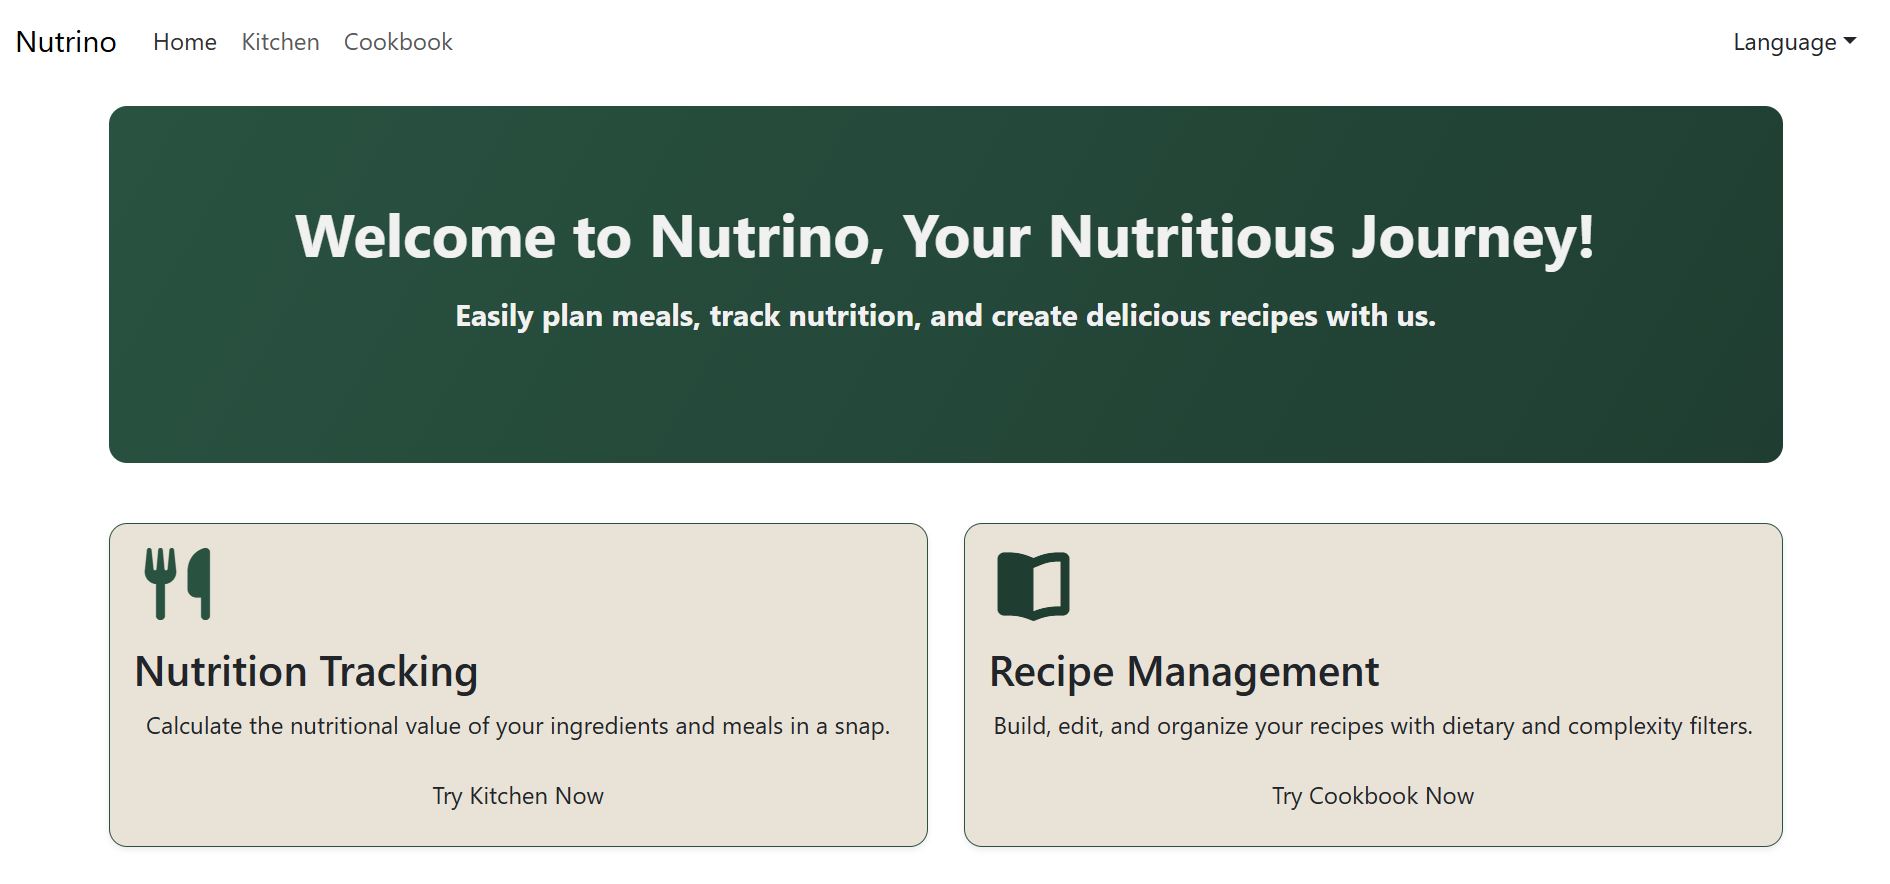 Nutrino Home Kitchen Cookbook Language
Welcome to Nutrino, Your Nutritious Journey!
Easily plan meals, track nutrition, and create delicious recipes with us.
Nutrition Tracking
Calculate the nutritional value of your ingredients and meals in a snap.
Try Kitchen Now
Recipe Management
Build, edit, and organize your recipes with dietary and complexity filters.
Try Cookbook Now